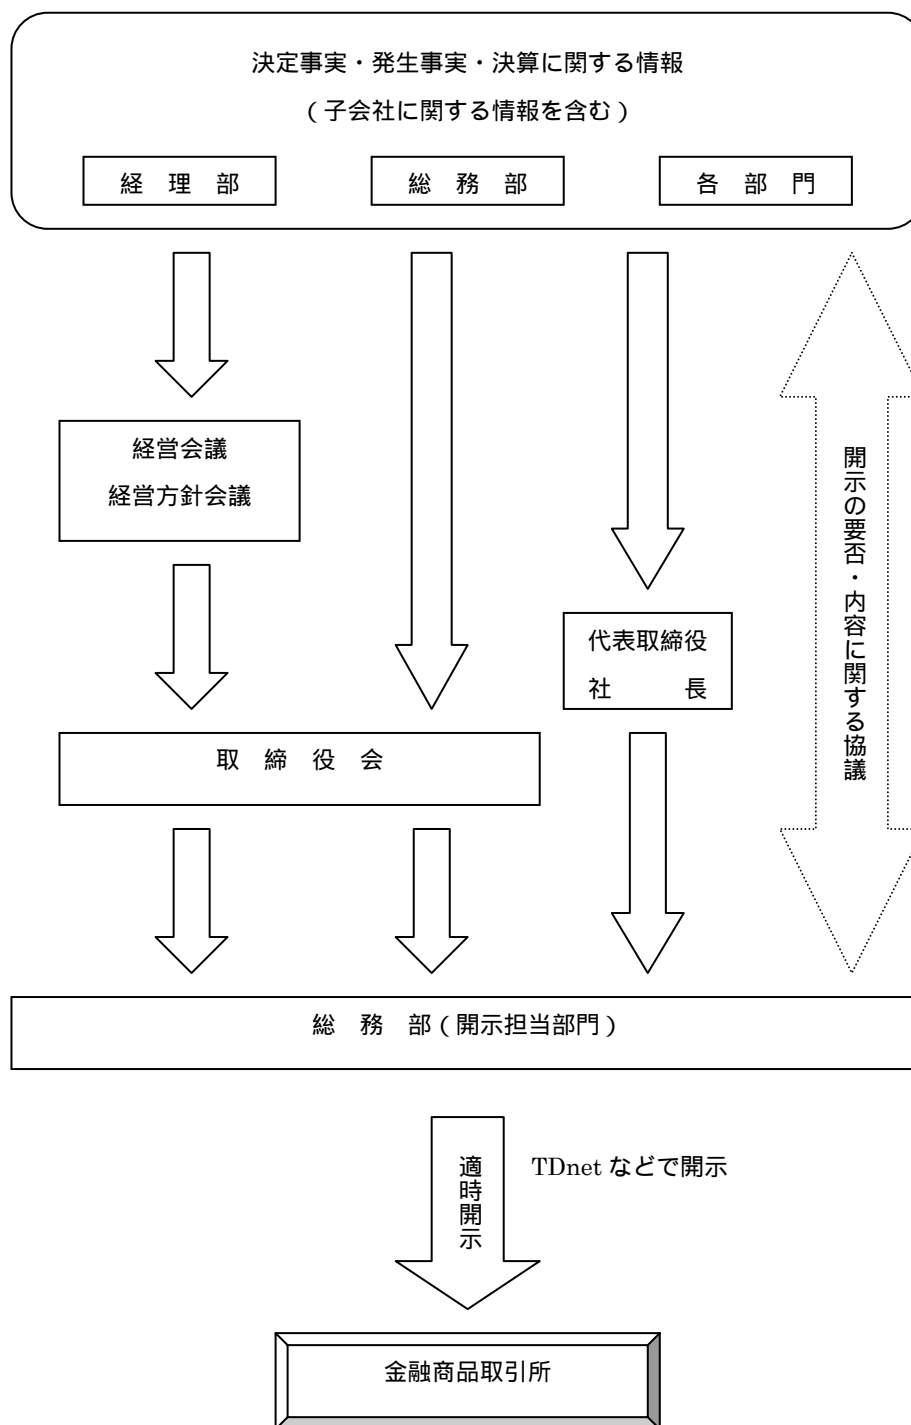 決定事実・発生事実・決算に関する情報
（子会社に関する情報を含む）
経 理 部
総 務 部
各 部 門
経営会議
経営方針会議
開示の要否・内容に関する協議
代表取締役
社 長
取 締 役 会
総 務 部（開示担当部門）
適時開示
TDnet などで開示
金融商品取引所